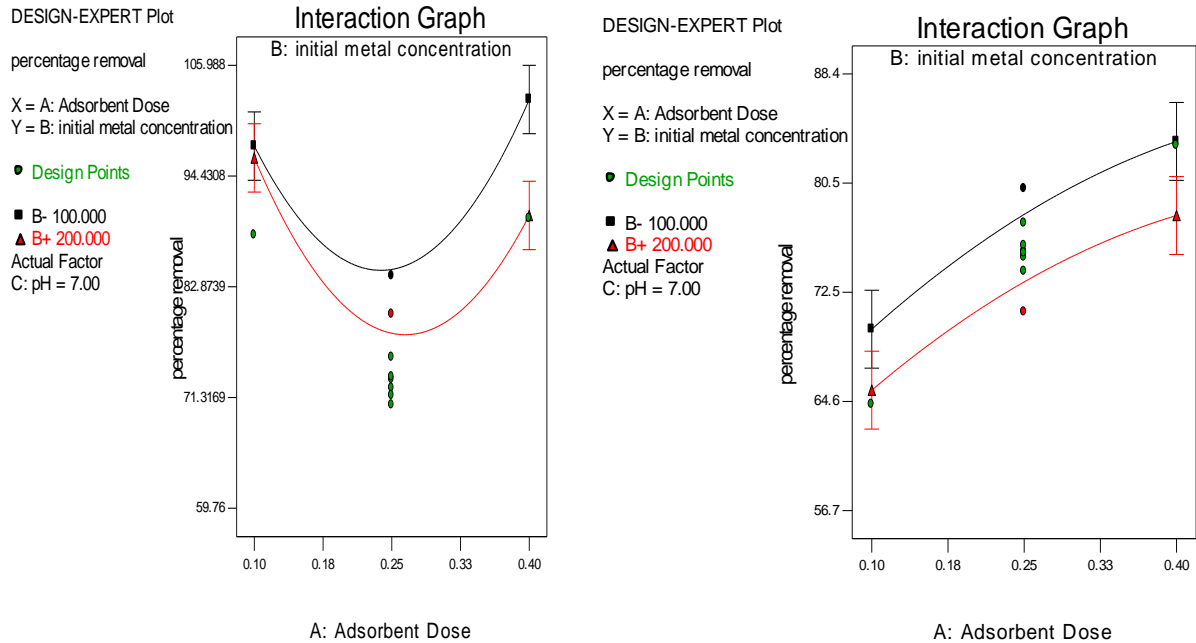 DESIGN-EXPERT Plot
percentage removal
X = A: Adsorbent Dose
Y = B: initial metal concentration
Design Points
B- 100.000
B+ 200.000
Actual Factor
C: pH = 7.00
Interaction Graph
B: initial metal concentration
105.988
94.4308
82.8739
71.3169
59.76
percentage removal
0.10 0.18 0.25 0.33 0.40
A: Adsorbent Dose
DESIGN-EXPERT Plot
percentage removal
X = A: Adsorbent Dose
Y = B: initial metal concentration
Design Points
B- 100.000
B+ 200.000
Actual Factor
C: pH = 7.00
Interaction Graph
B: initial metal concentration
88.4
80.5
72.5
64.6
56.7
percentage removal
0.10 0.18 0.25 0.33 0.40
A: Adsorbent Dose